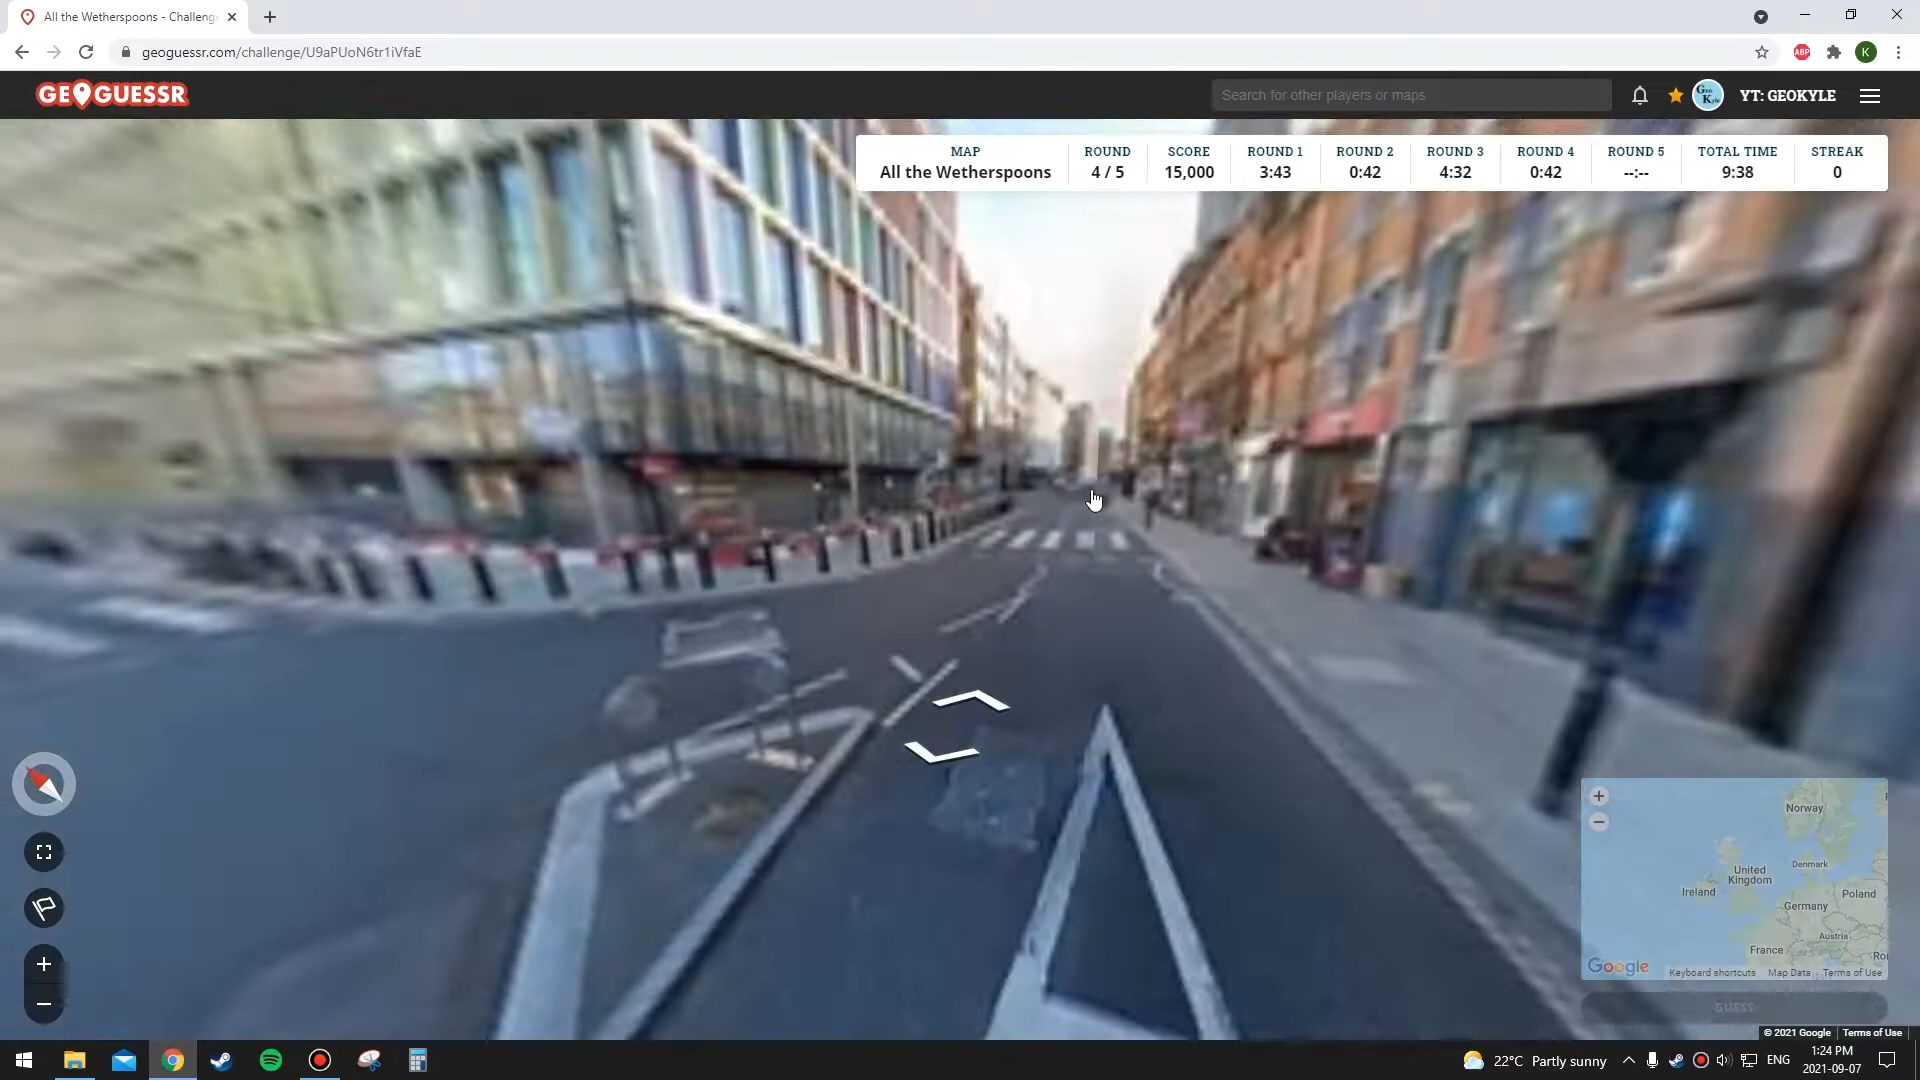 All the Wetherspoons - Challeng
geoguessr.com/challenge/U9aPUoN6tr1iVfaE
ABP
K
GEOGUESSR
Search for other players or maps
Geo Kyle
YT: GEOKYLE
MAP ROUND SCORE ROUND 1 ROUND 2 ROUND 3 ROUND 4 ROUND 5 TOTAL TIME STREAK
All the Wetherspoons 4 / 5 15,000 3:43 0:42 4:32 0:42 --:-- 9:38 0
Norway
United Kingdom
Denmark
Ireland
Poland
Germany
Austria
France
Ro
Google
Keyboard shortcuts Map Data Terms of Use
GUESS
© 2021 Google Terms of Use
22°C Partly sunny
ENG
1:24 PM
2021-09-07